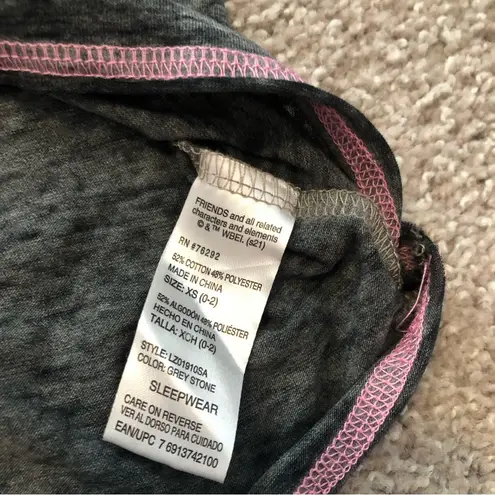 FRIENDS and all related
characters and elements
© & ™ WBEI. (s21)
RN #76292
52% COTTON 48% POLYESTER
MADE IN CHINA
SIZE: XS (0-2)
52% ALGODÓN 48% POLIÉSTER
HECHO EN CHINA
TALLA: XCH (0-2)
STYLE: LZ01910SA
COLOR: GREY STONE
SLEEPWEAR
CARE ON REVERSE
VER AL DORSO PARA CUIDADO
EAN/UPC 7 6913742100